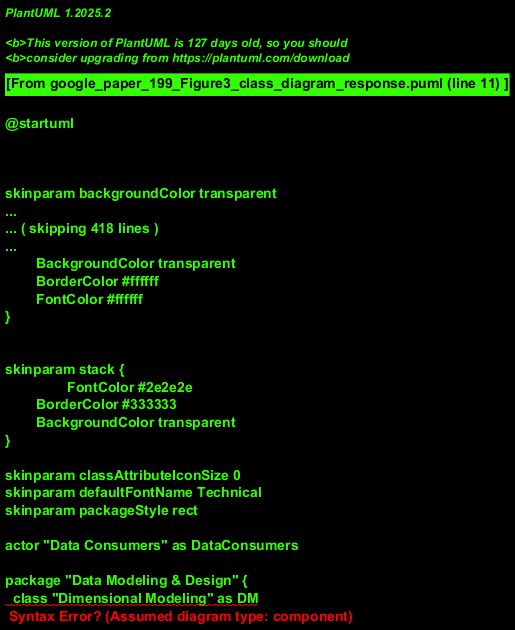 PlantUML 1.2025.2
<b>This version of PlantUML is 127 days old, so you should
<b>consider upgrading from https://plantuml.com/download
[From google_paper_199_Figure3_class_diagram_response.puml (line 11) ]
@startuml
skinparam backgroundColor transparent
...
... ( skipping 418 lines )
...
BackgroundColor transparent
BorderColor #ffffff
FontColor #ffffff
}
skinparam stack {
FontColor #2e2e2e
BorderColor #333333
BackgroundColor transparent
}
skinparam classAttributeIconSize 0
skinparam defaultFontName Technical
skinparam packageStyle rect
actor "Data Consumers" as DataConsumers
package "Data Modeling & Design" {
class "Dimensional Modeling" as DM
Syntax Error? (Assumed diagram type: component)